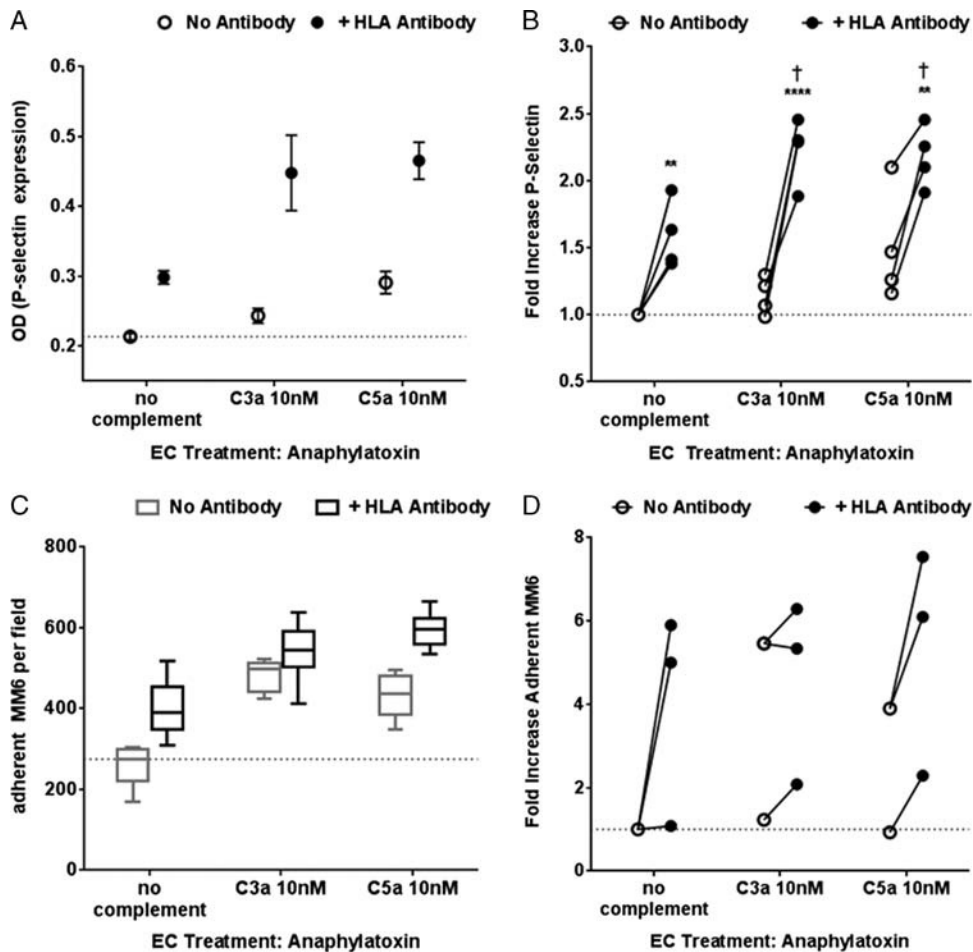 A
No Antibody + HLA Antibody
OD (P-selectin expression)
0.6
0.5
0.4
0.3
0.2
no complement
C3a 10nM
C5a 10nM
EC Treatment: Anaphylatoxin
B
No Antibody + HLA Antibody
Fold Increase P-Selectin
3.0
2.5
2.0
1.5
1.0
0.5
**
†
****
†
**
no complement
C3a 10nM
C5a 10nM
EC Treatment: Anaphylatoxin
C
No Antibody + HLA Antibody
adherent MM6 per field
800
600
400
200
0
no complement
C3a 10nM
C5a 10nM
EC Treatment: Anaphylatoxin
D
No Antibody + HLA Antibody
Fold Increase Adherent MM6
8
6
4
2
0
no complement
C3a 10nM
C5a 10nM
EC Treatment: Anaphylatoxin